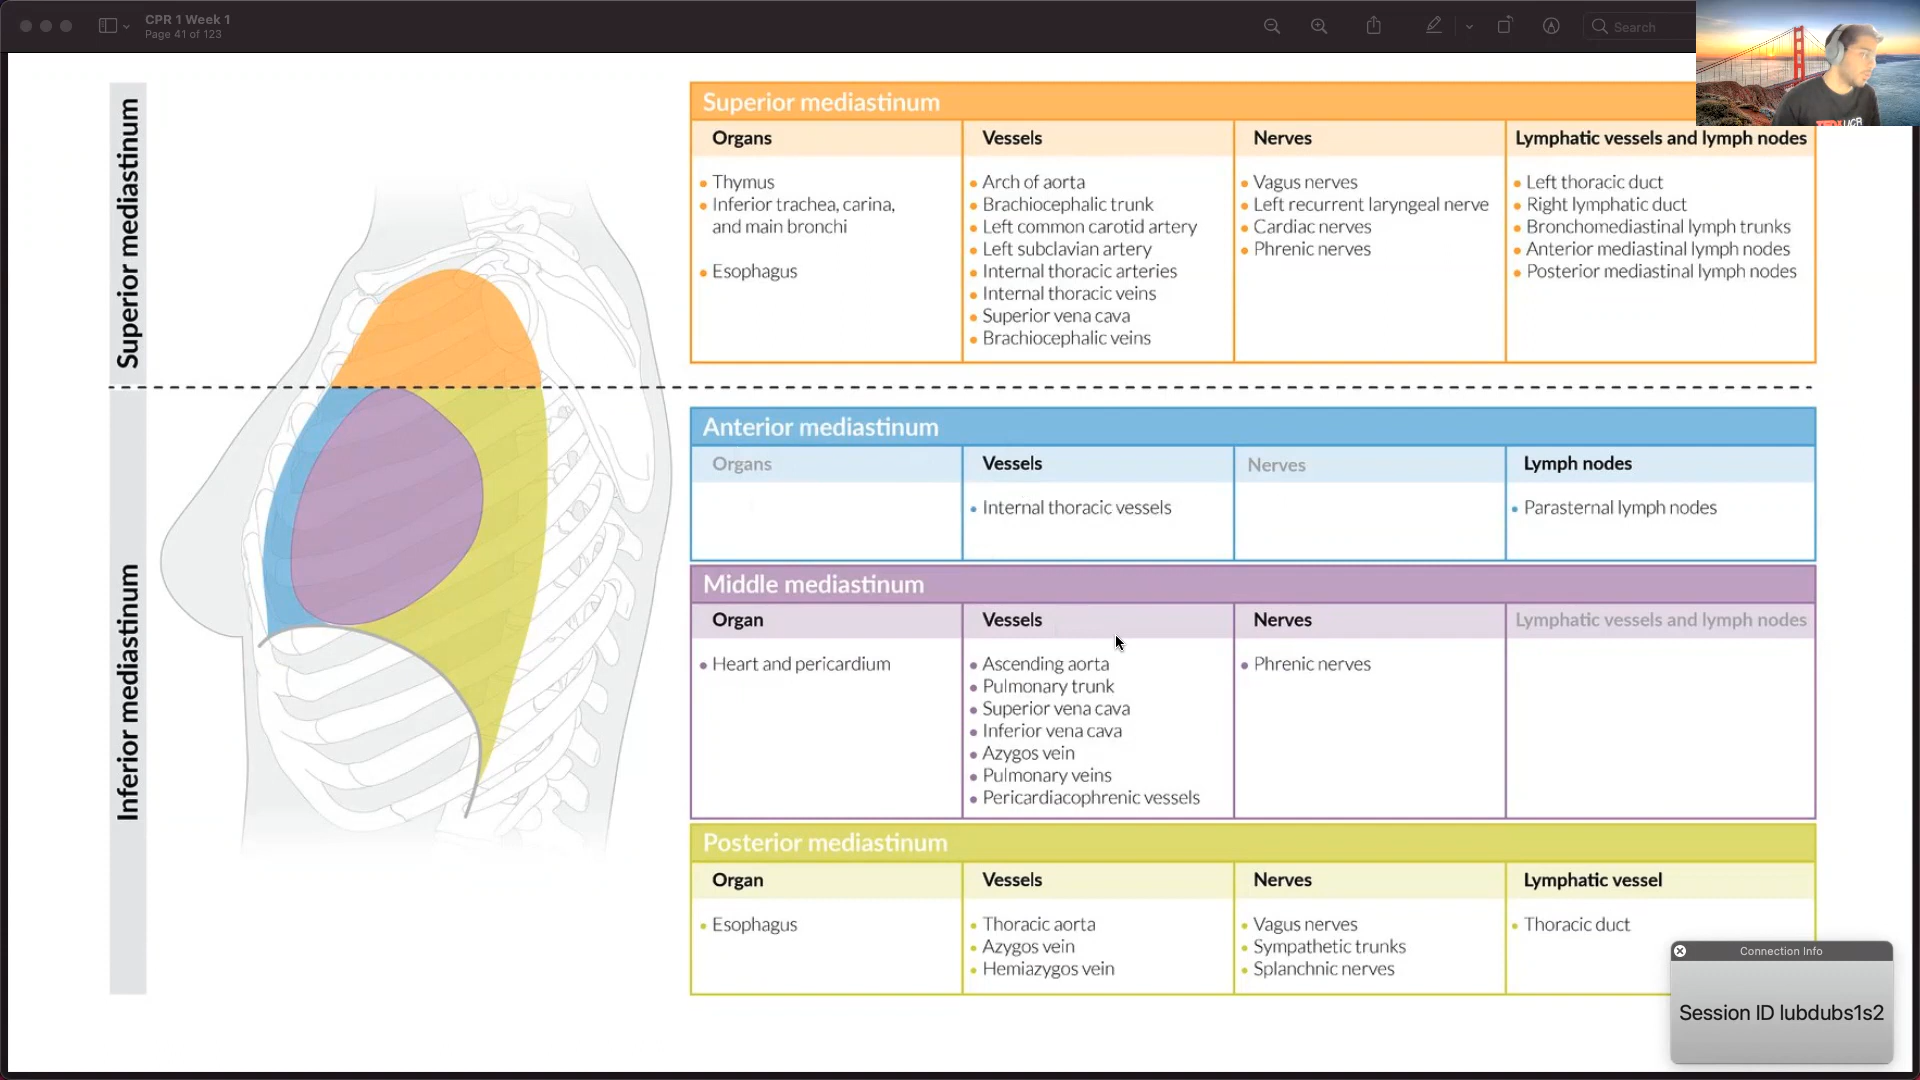 CPR 1 Week 1
Page 41 of 123
Search
Superior mediastinum
Inferior mediastinum
Superior mediastinum
Organs
Vessels
Nerves
Lymphatic vessels and lymph nodes
Thymus
Inferior trachea, carina,
and main bronchi
Esophagus
Arch of aorta
Brachiocephalic trunk
Left common carotid artery
Left subclavian artery
Internal thoracic arteries
Internal thoracic veins
Superior vena cava
Brachiocephalic veins
Vagus nerves
Left recurrent laryngeal nerve
Cardiac nerves
Phrenic nerves
Left thoracic duct
Right lymphatic duct
Bronchomediastinal lymph trunks
Anterior mediastinal lymph nodes
Posterior mediastinal lymph nodes
Anterior mediastinum
Organs
Vessels
Nerves
Lymph nodes
Internal thoracic vessels
Parasternal lymph nodes
Middle mediastinum
Organ
Vessels
Nerves
Lymphatic vessels and lymph nodes
Heart and pericardium
Ascending aorta
Pulmonary trunk
Superior vena cava
Inferior vena cava
Azygos vein
Pulmonary veins
Pericardiacophrenic vessels
Phrenic nerves
Posterior mediastinum
Organ
Vessels
Nerves
Lymphatic vessel
Esophagus
Thoracic aorta
Azygos vein
Hemiazygos vein
Vagus nerves
Sympathetic trunks
Splanchnic nerves
Thoracic duct
Connection Info
Session ID lubdubs1s2